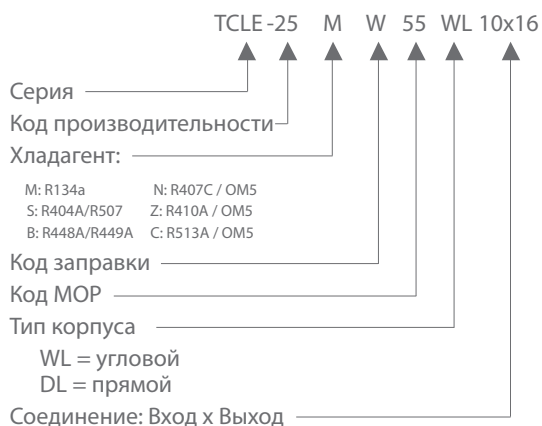 TCLE -25 M W 55 WL 10x16
Серия
Код производительности
Хладагент:
M: R134a N: R407C / OM5
S: R404A/R507 Z: R410A / OM5
B: R448A/R449A C: R513A / OM5
Код заправки
Код MOP
Тип корпуса
WL = угловой
DL = прямой
Соединение: Вход x Выход